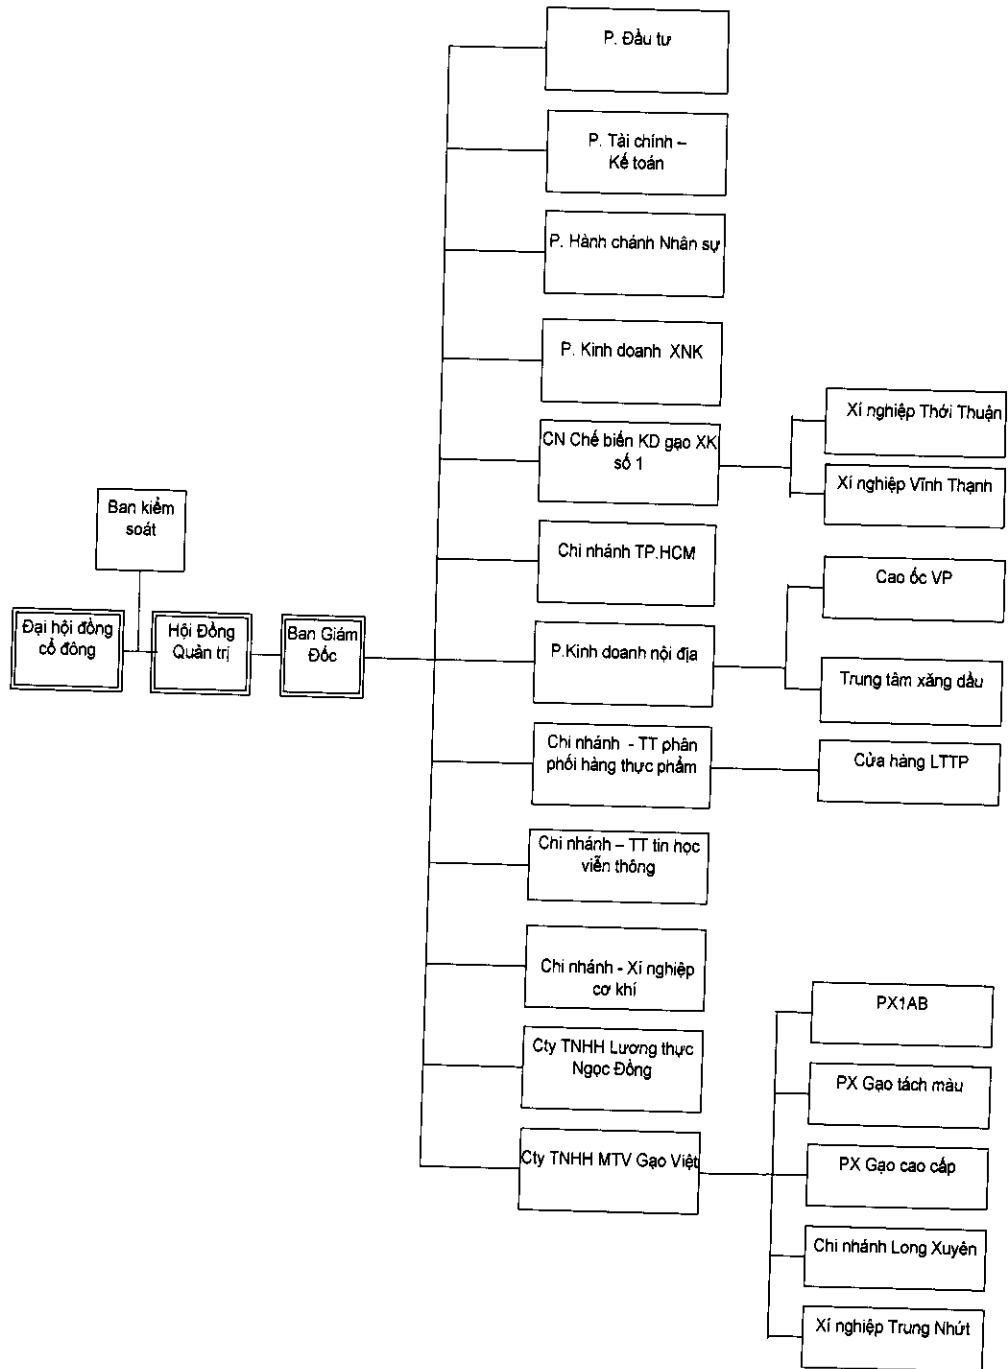 P. Đầu tư
P. Tài chính –
Kế toán
P. Hành chánh Nhân sự
P. Kinh doanh XNK
CN Chế biến KD gạo XK
số 1
Xí nghiệp Thới Thuận
Xí nghiệp Vĩnh Thạnh
Ban kiểm
soát
Chi nhánh TP.HCM
Cao ốc VP
Đại hội đồng
cổ đông
Hội Đồng
Quản trị
Ban Giám
Đốc
P.Kinh doanh nội địa
Trung tâm xăng dầu
Chi nhánh - TT phân
phối hàng thực phẩm
Cửa hàng LTTP
Chi nhánh – TT tin học
viễn thông
Chi nhánh - Xí nghiệp
cơ khí
PX1AB
Cty TNHH Lương thực
Ngọc Đồng
PX Gạo tách màu
Cty TNHH MTV Gạo Việt
PX Gạo cao cấp
Chi nhánh Long Xuyên
Xí nghiệp Trung Nhứt